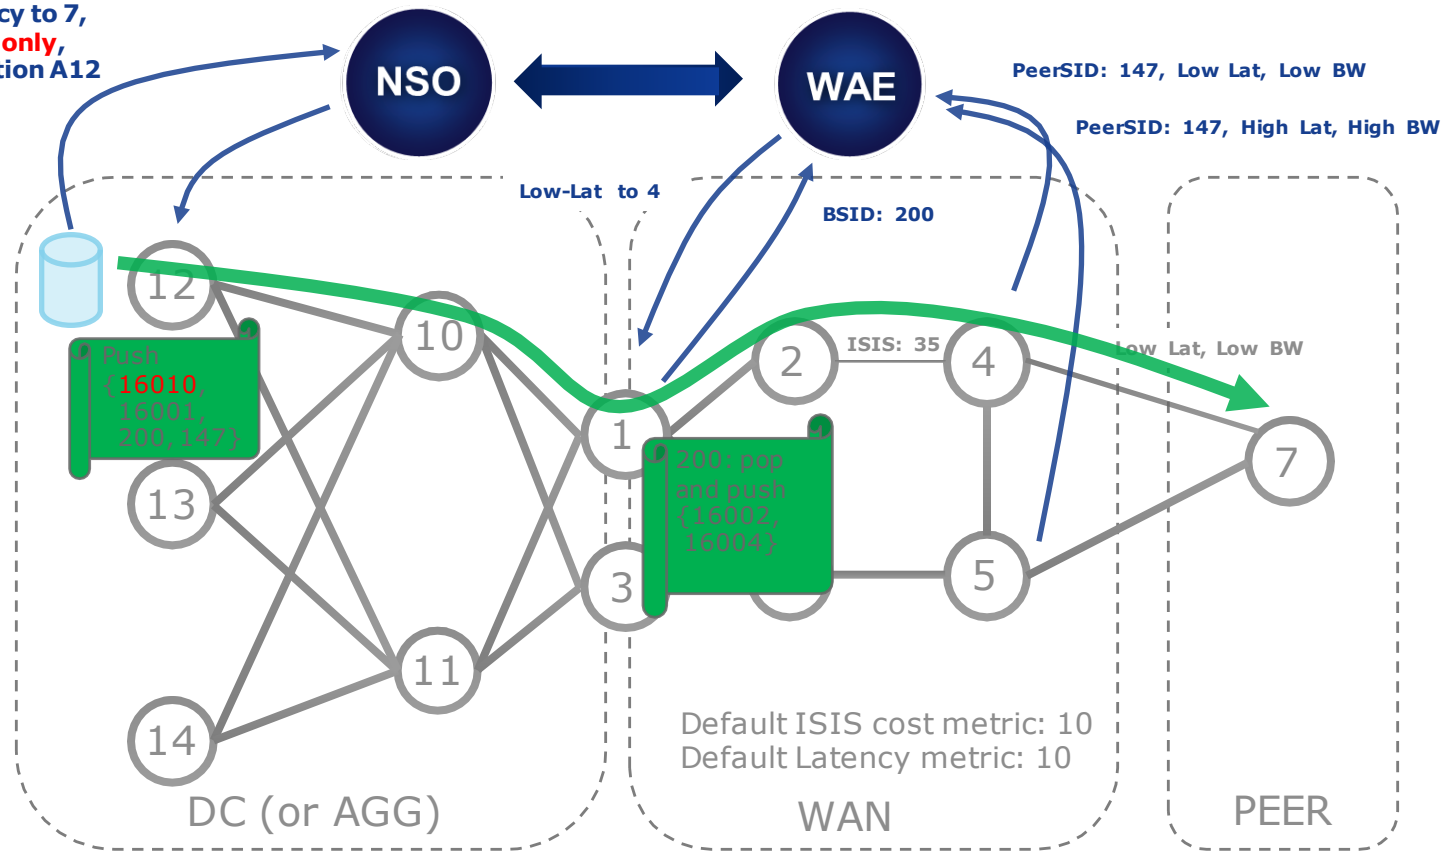 cy to 7,
only,
tion A12
NSO
WAE
PeerSID: 147, Low Lat, Low BW
PeerSID: 147, High Lat, High BW
Low-Lat to 4
BSID: 200
12
10
Push
{16010,
16001,
200,147}
13
14
11
1
3
200: pop
and push
{16002,
16004}
2
ISIS: 35
4
Low Lat, Low BW
5
7
Default ISIS cost metric: 10
Default Latency metric: 10
DC (or AGG)
WAN
PEER